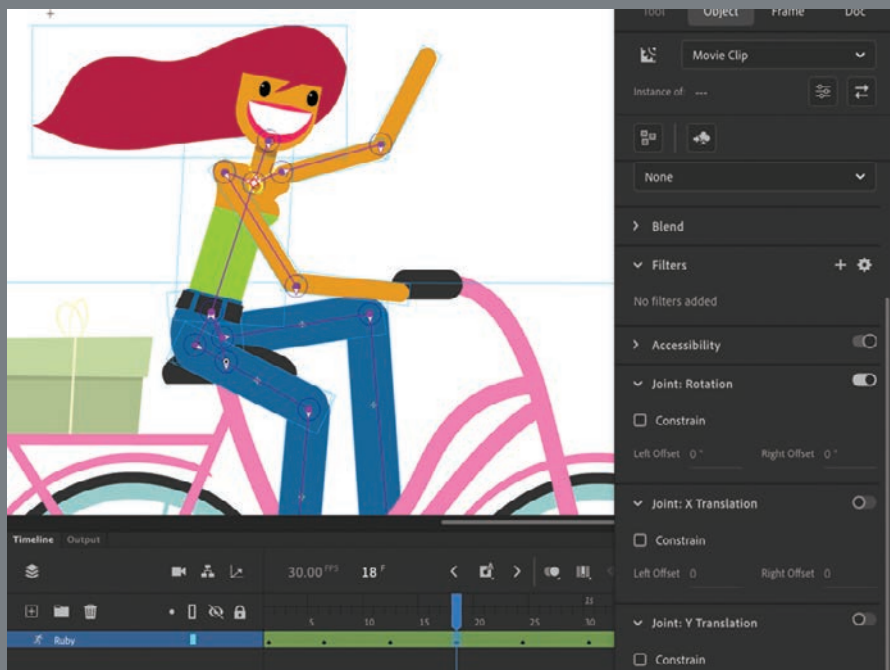 Tool Object Frame Doc
Movie Clip
Instance of: ---
None
Blend
Filters
No filters added
Accessibility
Joint: Rotation
Constrain
Left Offset 0 ° Right Offset 0 °
Joint: X Translation
Constrain
Left Offset 0 Right Offset 0
Joint: Y Translation
Constrain
Timeline Output
30.00 FPS 18 F
1s
5 10 15 20 25 30
Ruby